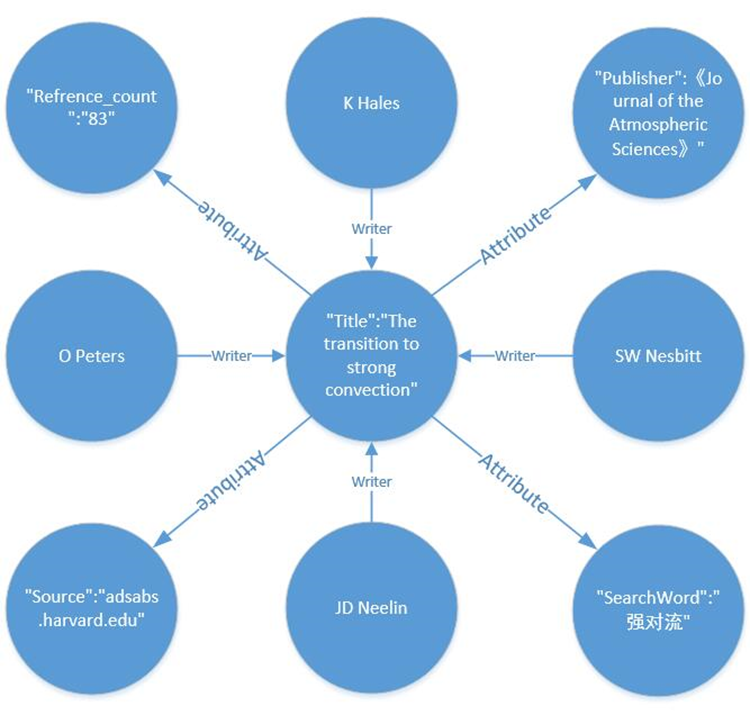 "Refrence_count
":"83"
K Hales
"Publisher":《Jo
urnal of the
Atmospheric
Sciences》"
Attribute
Writer
Attribute
O Peters
Writer
"Title":"The
transition to
strong
convection"
Writer
SW Nesbitt
Attribute
Writer
Attribute
"Source":"adsabs
.harvard.edu"
JD Neelin
"SearchWord":"
强对流"